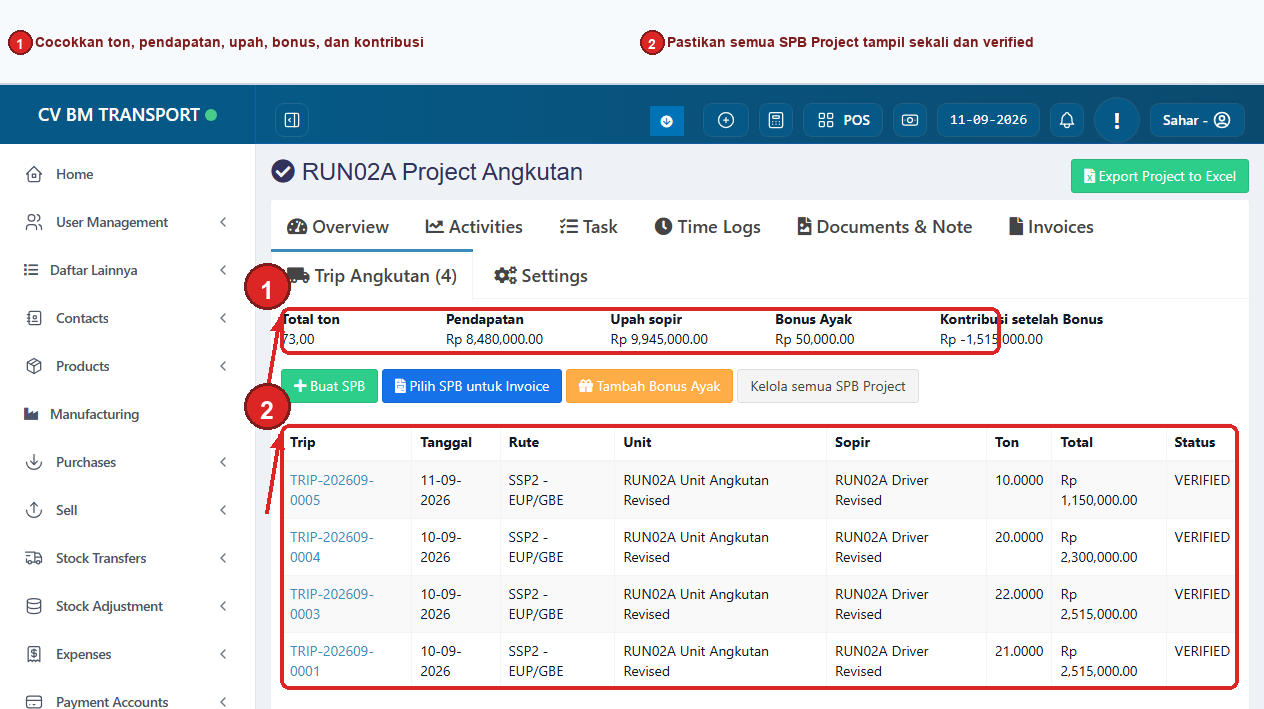 1 Cocokkan ton, pendapatan, upah, bonus, dan kontribusi
2 Pastikan semua SPB Project tampil sekali dan verified
CV BM TRANSPORT
POS
11-09-2026
Sahar -
Home
User Management
Daftar Lainnya
Contacts
Products
Manufacturing
Purchases
Sell
Stock Transfers
Stock Adjustment
Expenses
Payment Accounts
RUN02A Project Angkutan
Export Project to Excel
Overview
Activities
Task
Time Logs
Documents & Note
Invoices
Trip Angkutan (4)
Settings
1
Total ton Pendapatan Upah sopir Bonus Ayak Kontribusi setelah Bonus
73,00 Rp 8,480,000.00 Rp 9,945,000.00 Rp 50,000.00 Rp -1,515,000.00
Buat SPB
Pilih SPB untuk Invoice
Tambah Bonus Ayak
Kelola semua SPB Project
2
Trip Tanggal Rute Unit Sopir Ton Total Status
TRIP-202609- 11-09- SSP2 - RUN02A Unit Angkutan RUN02A Driver 10.0000 Rp VERIFIED
0005 2026 EUP/GBE Revised Revised 1,150,000.00
TRIP-202609- 10-09- SSP2 - RUN02A Unit Angkutan RUN02A Driver 20.0000 Rp VERIFIED
0004 2026 EUP/GBE Revised Revised 2,300,000.00
TRIP-202609- 10-09- SSP2 - RUN02A Unit Angkutan RUN02A Driver 22.0000 Rp VERIFIED
0003 2026 EUP/GBE Revised Revised 2,515,000.00
TRIP-202609- 10-09- SSP2 - RUN02A Unit Angkutan RUN02A Driver 21.0000 Rp VERIFIED
0001 2026 EUP/GBE Revised Revised 2,515,000.00